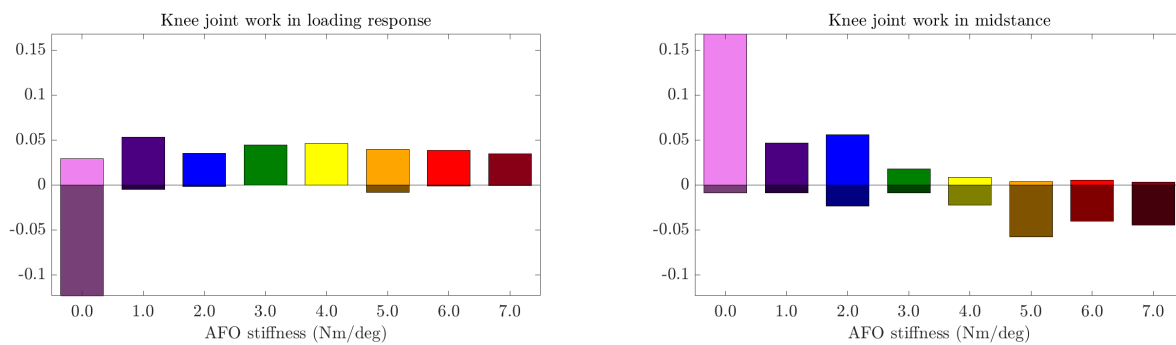 Knee joint work in loading response
0.15
0.1
0.05
0
-0.05
-0.1
0.0 1.0 2.0 3.0 4.0 5.0 6.0 7.0
AFO stiffness (Nm/deg)
Knee joint work in midstance
0.15
0.1
0.05
0
-0.05
-0.1
0.0 1.0 2.0 3.0 4.0 5.0 6.0 7.0
AFO stiffness (Nm/deg)